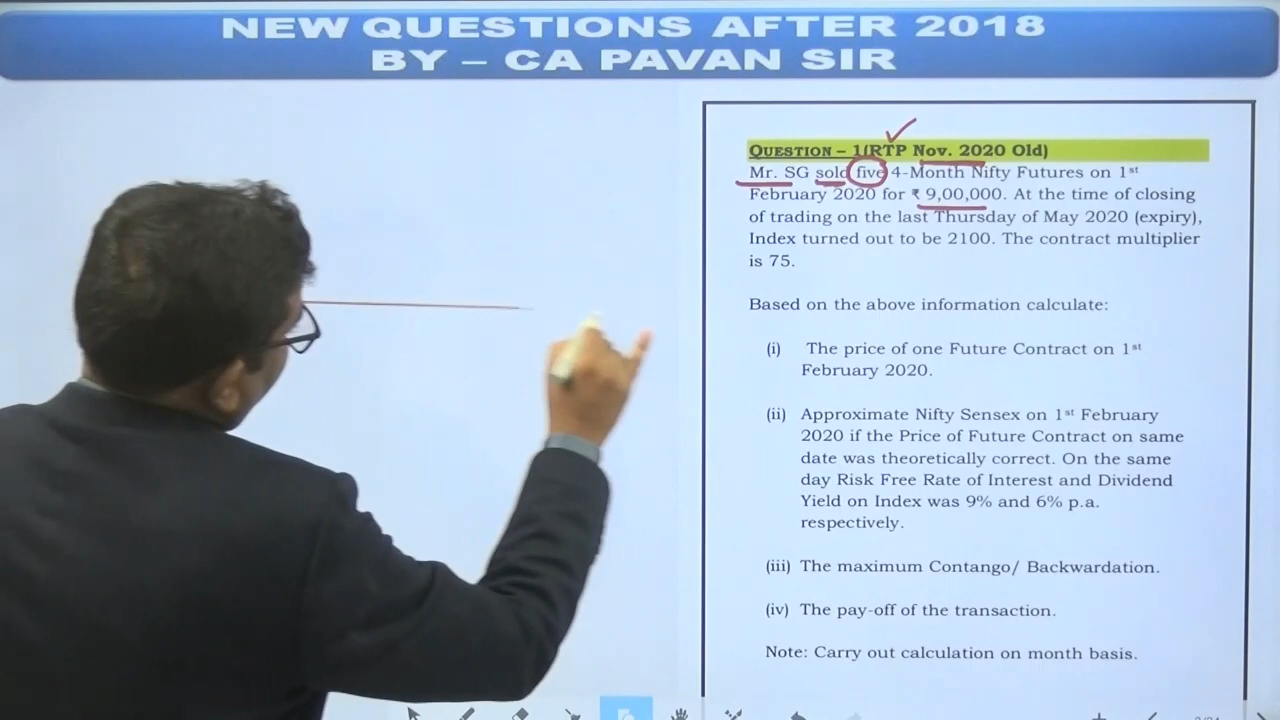 NEW QUESTIONS AFTER 2018
BY – CA PAVAN SIR
QUESTION – 1(RTP Nov. 2020 Old)
Mr. SG sold five 4-Month Nifty Futures on 1st
February 2020 for ₹ 9,00,000. At the time of closing
of trading on the last Thursday of May 2020 (expiry),
Index turned out to be 2100. The contract multiplier
is 75.
Based on the above information calculate:
(i) The price of one Future Contract on 1st
February 2020.
(ii) Approximate Nifty Sensex on 1st February
2020 if the Price of Future Contract on same
date was theoretically correct. On the same
day Risk Free Rate of Interest and Dividend
Yield on Index was 9% and 6% p.a.
respectively.
(iii) The maximum Contango/ Backwardation.
(iv) The pay-off of the transaction.
Note: Carry out calculation on month basis.